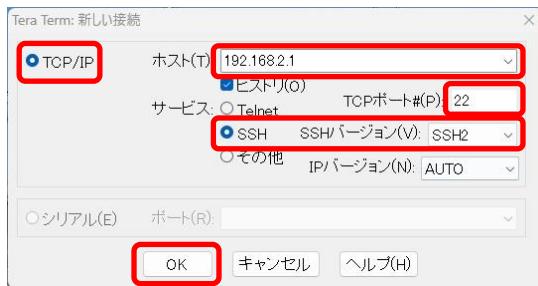 Tera Term: 新しい接続
TCP/IP ホスト(T): 192.168.2.1
ヒストリ(O)
サービス: Telnet TCPポート#(P): 22
SSH SSHバージョン(V): SSH2
その他 IPバージョン(N): AUTO
シリアル(E) ポート(R):
OK キャンセル ヘルプ(H)